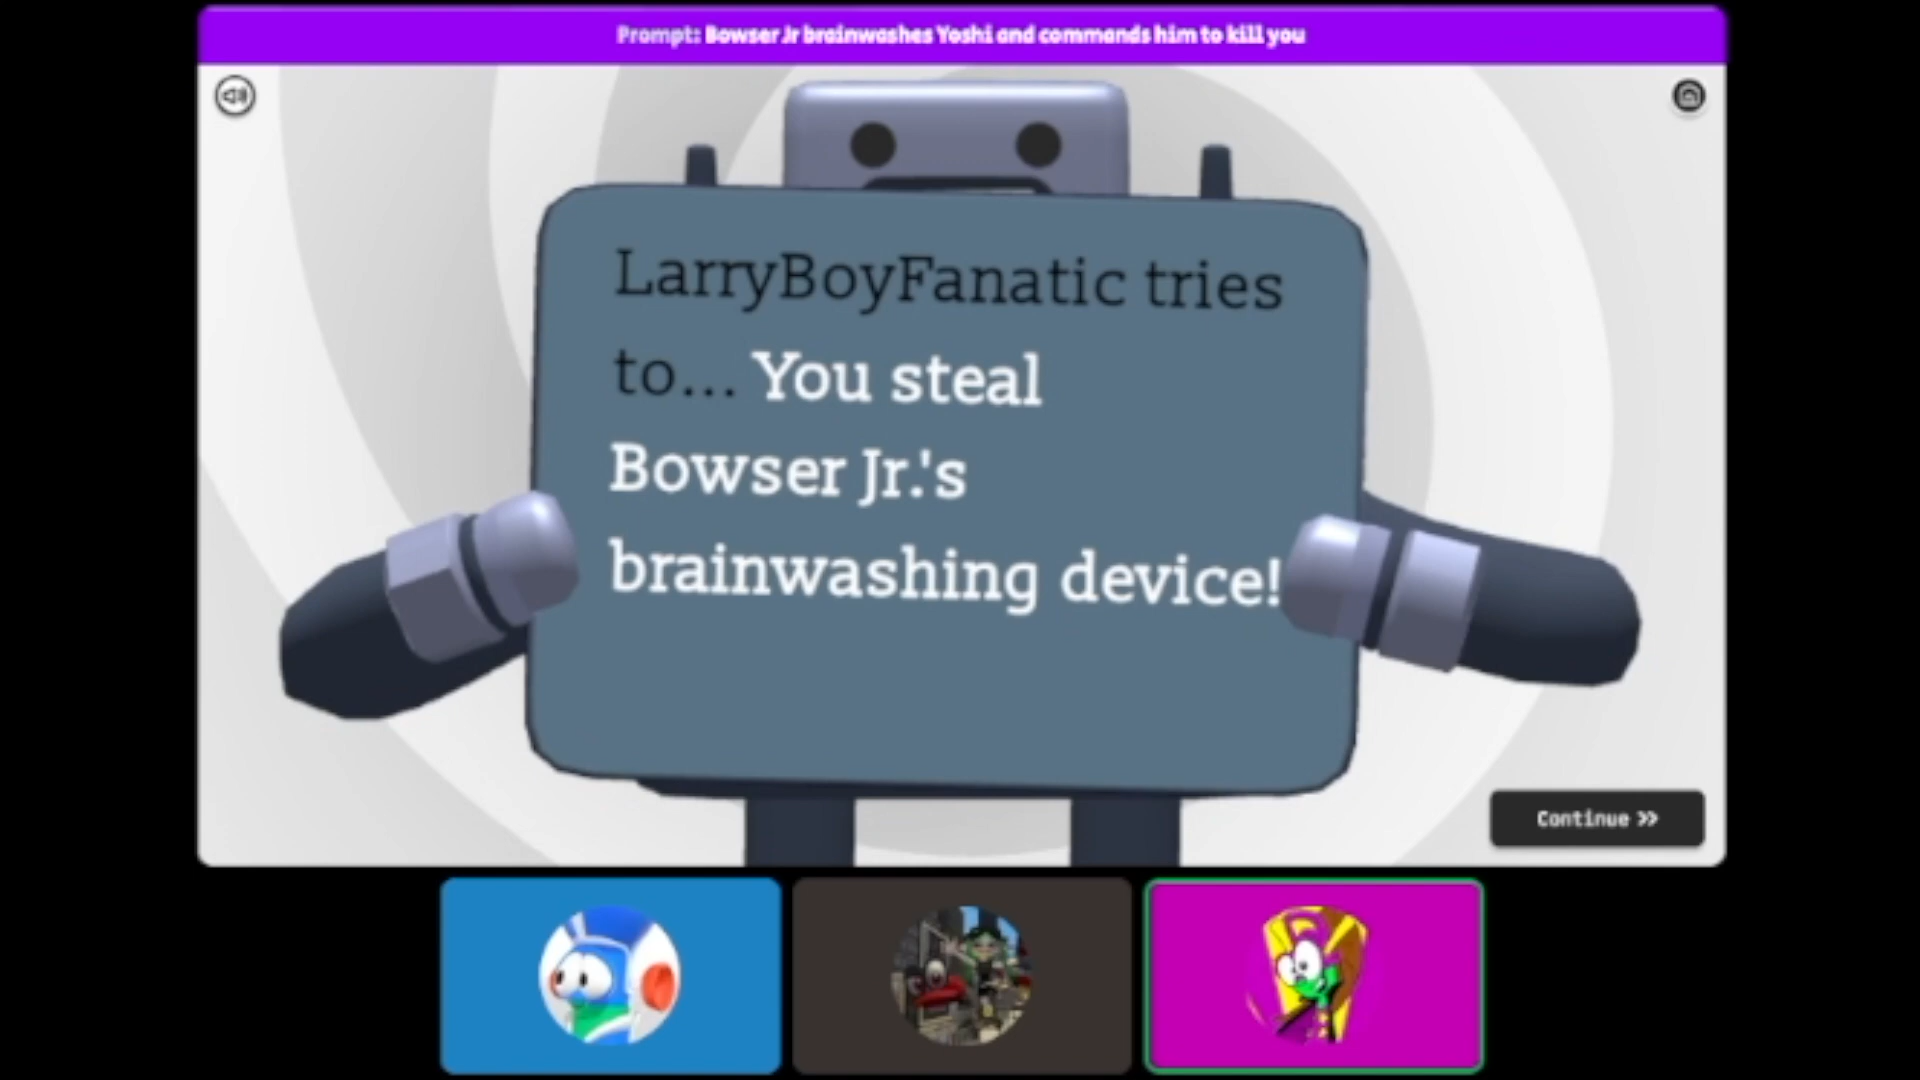 Prompt: Bowser Jr brainwashes Yoshi and commands him to kill you
LarryBoyFanatic tries
to... You steal
Bowser Jr.'s
brainwashing device!
Continue >>